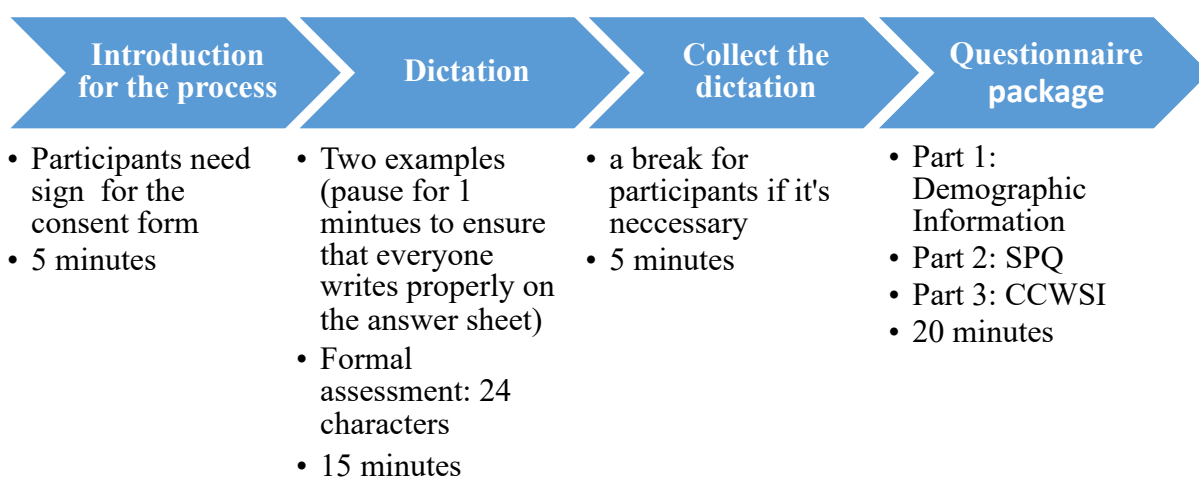 Introduction
for the process
• Participants need
sign  for the
consent form
• 5 minutes
Dictation
• Two examples
(pause for 1
mintues to ensure
that everyone
writes properly on
the answer sheet)
• Formal
assessment: 24
characters
• 15 minutes
Collect the
dictation
• a break for
participants if it's
neccessary
• 5 minutes
Questionnaire
package
• Part 1:
Demographic
Information
• Part 2: SPQ
• Part 3: CCWSI
• 20 minutes